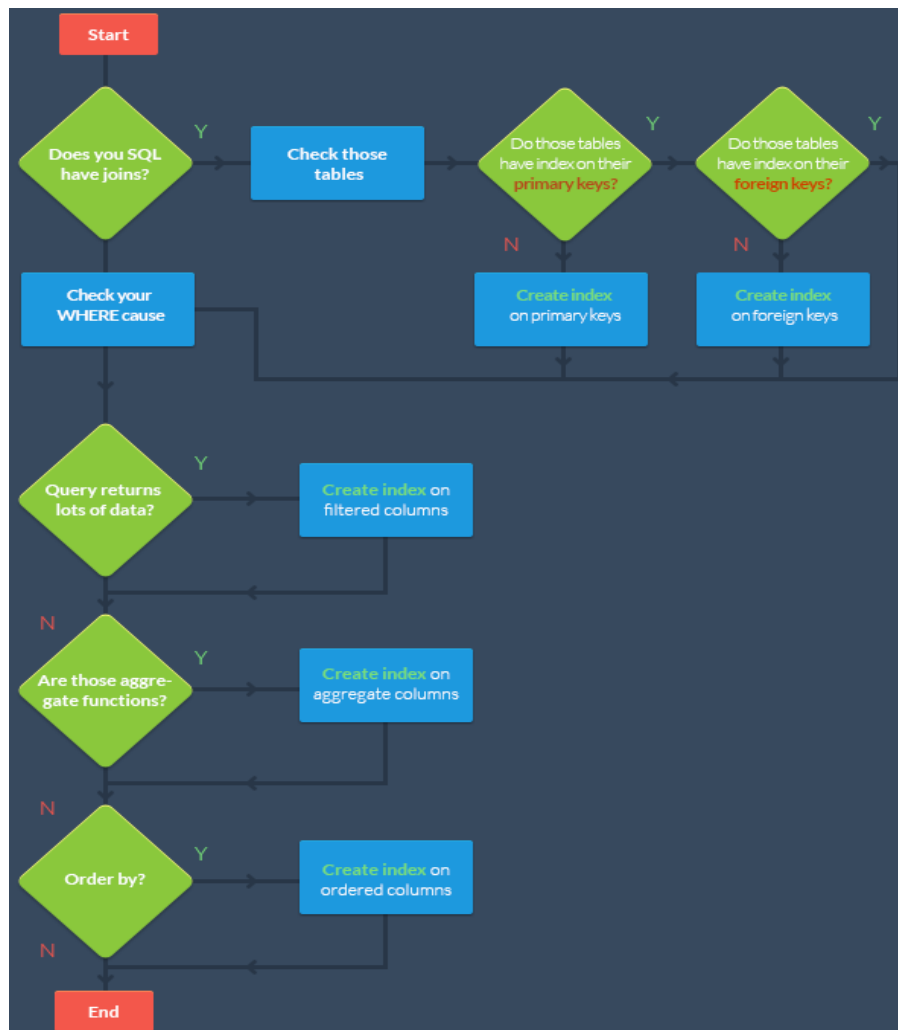 Start
Does you SQL
have joins?
Y
Check those
tables
Do those tables
have index on their
primary keys?
Y
Do those tables
have index on their
foreign keys?
Y
N
N
Check your
WHERE cause
Create index
on primary keys
Create index
on foreign keys
Query returns
lots of data?
Y
Create index on
filtered columns
N
Are those aggre-
gate functions?
Y
Create index on
aggregate columns
N
Order by?
Y
Create index on
ordered columns
N
End